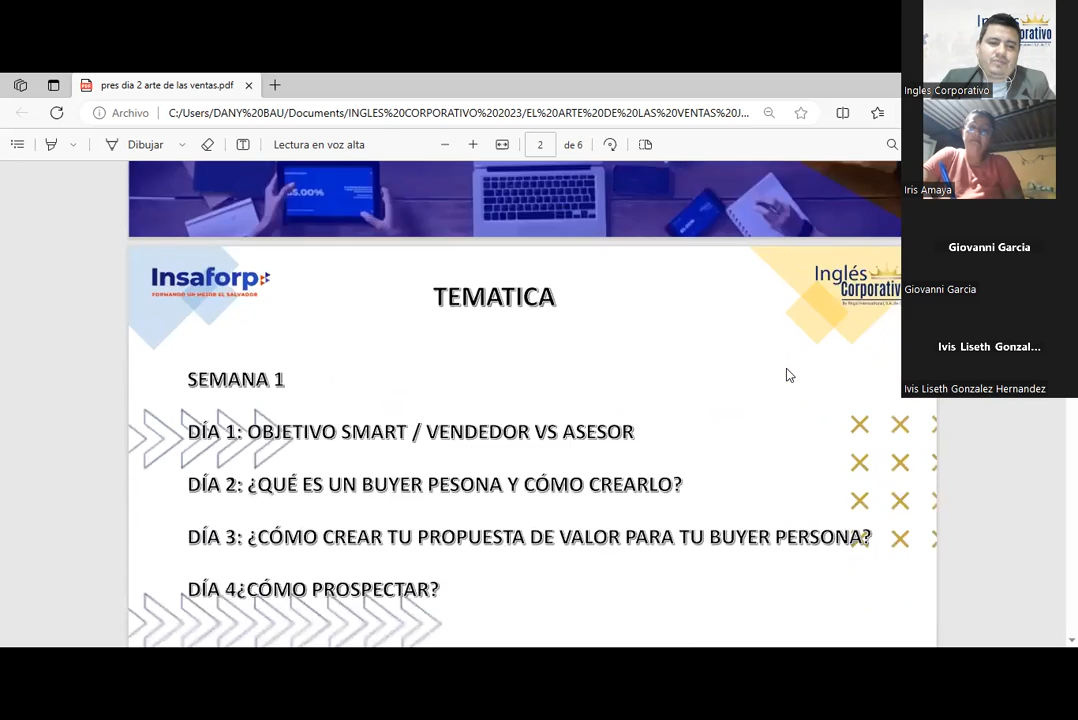 pres dia 2 arte de las ventas.pdf
Archivo
C:/Users/DANY%20BAU/Documents/INGLES%20CORPORATIVO%202023/EL%20ARTE%20DE%20LAS%20VENTAS%20J...
Dibujar
Lectura en voz alta
2
de 6
5.00%
Insaforp
FORMANDO UN MEJOR EL SALVADOR
TEMATICA
Inglés
Corporativo
SEMANA 1
DÍA 1: OBJETIVO SMART / VENDEDOR VS ASESOR
DÍA 2: ¿QUÉ ES UN BUYER PESONA Y CÓMO CREARLO?
DÍA 3: ¿CÓMO CREAR TU PROPUESTA DE VALOR PARA TU BUYER PERSONA?
DÍA 4¿CÓMO PROSPECTAR?
Ingles Corporativo
Iris Amaya
Giovanni Garcia
Giovanni Garcia
Ivis Liseth Gonzal...
Ivis Liseth Gonzalez Hernandez